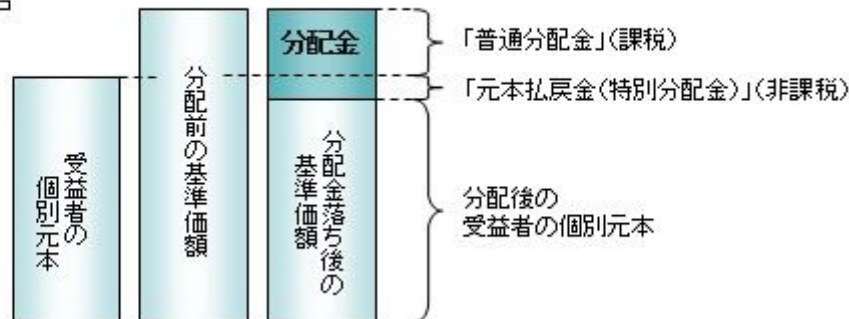 受益者の
個別元本
分配前の基準価額
分配金
分配金落ち後の
基準価額
「普通分配金」(課税)
「元本払戻金(特別分配金)」(非課税)
分配後の
受益者の個別元本